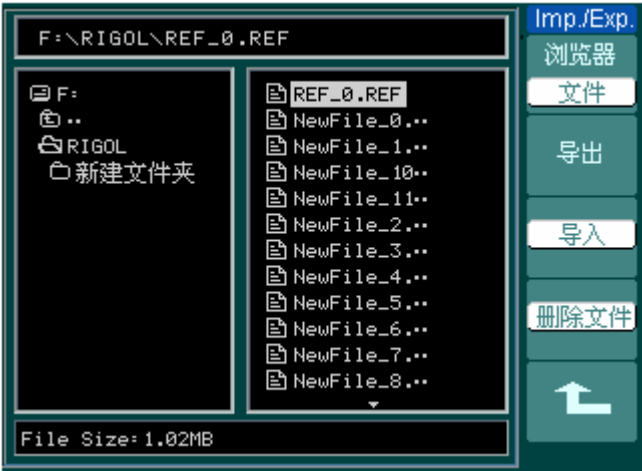 F:\RIGOL\REF_0.REF
F:
..
RIGOL
新建文件夹
REF_0.REF
NewFile_0...
NewFile_1...
NewFile_10..
NewFile_11..
NewFile_2...
NewFile_3...
NewFile_4...
NewFile_5...
NewFile_6...
NewFile_7...
NewFile_8...
File Size:1.02MB
Imp./Exp.
浏览器
文件
导出
导入
删除文件